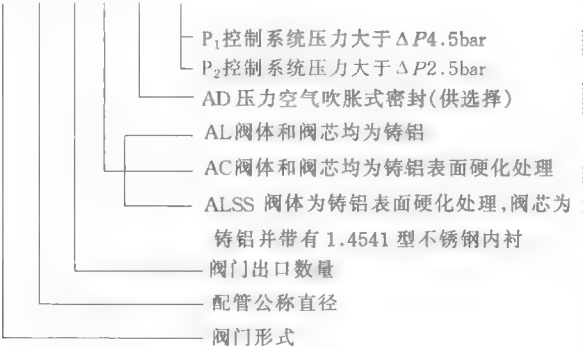 P₁控制系统压力大于ΔP4.5bar
P₂控制系统压力大于ΔP2.5bar
AD压力空气吹胀式密封(供选择)
AL阀体和阀芯均为铸铝
AC阀体和阀芯均为铸铝表面硬化处理
ALSS 阀体为铸铝表面硬化处理,阀芯为
铸铝并带有1.4541型不锈钢内衬
阀门出口数量
配管公称直径
阀门形式